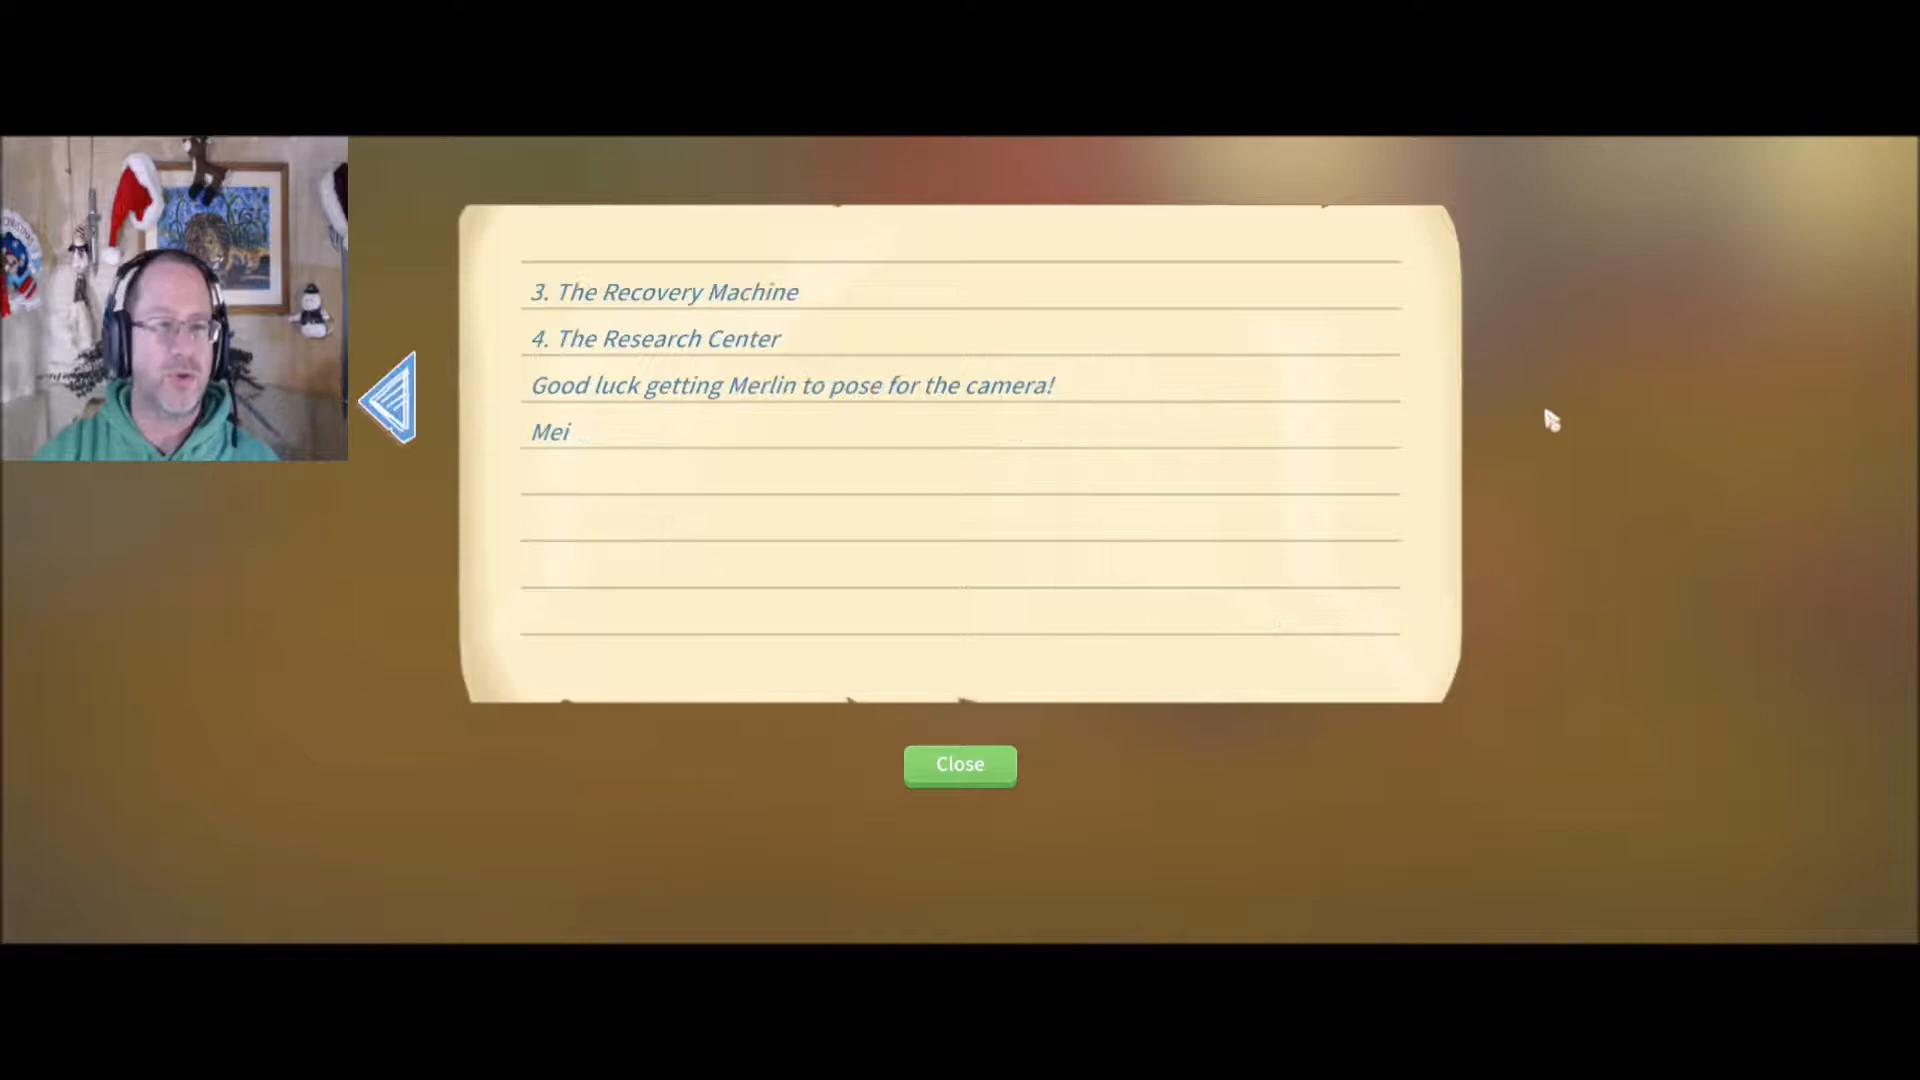 3. The Recovery Machine
4. The Research Center
Good luck getting Merlin to pose for the camera!
Mei
Close